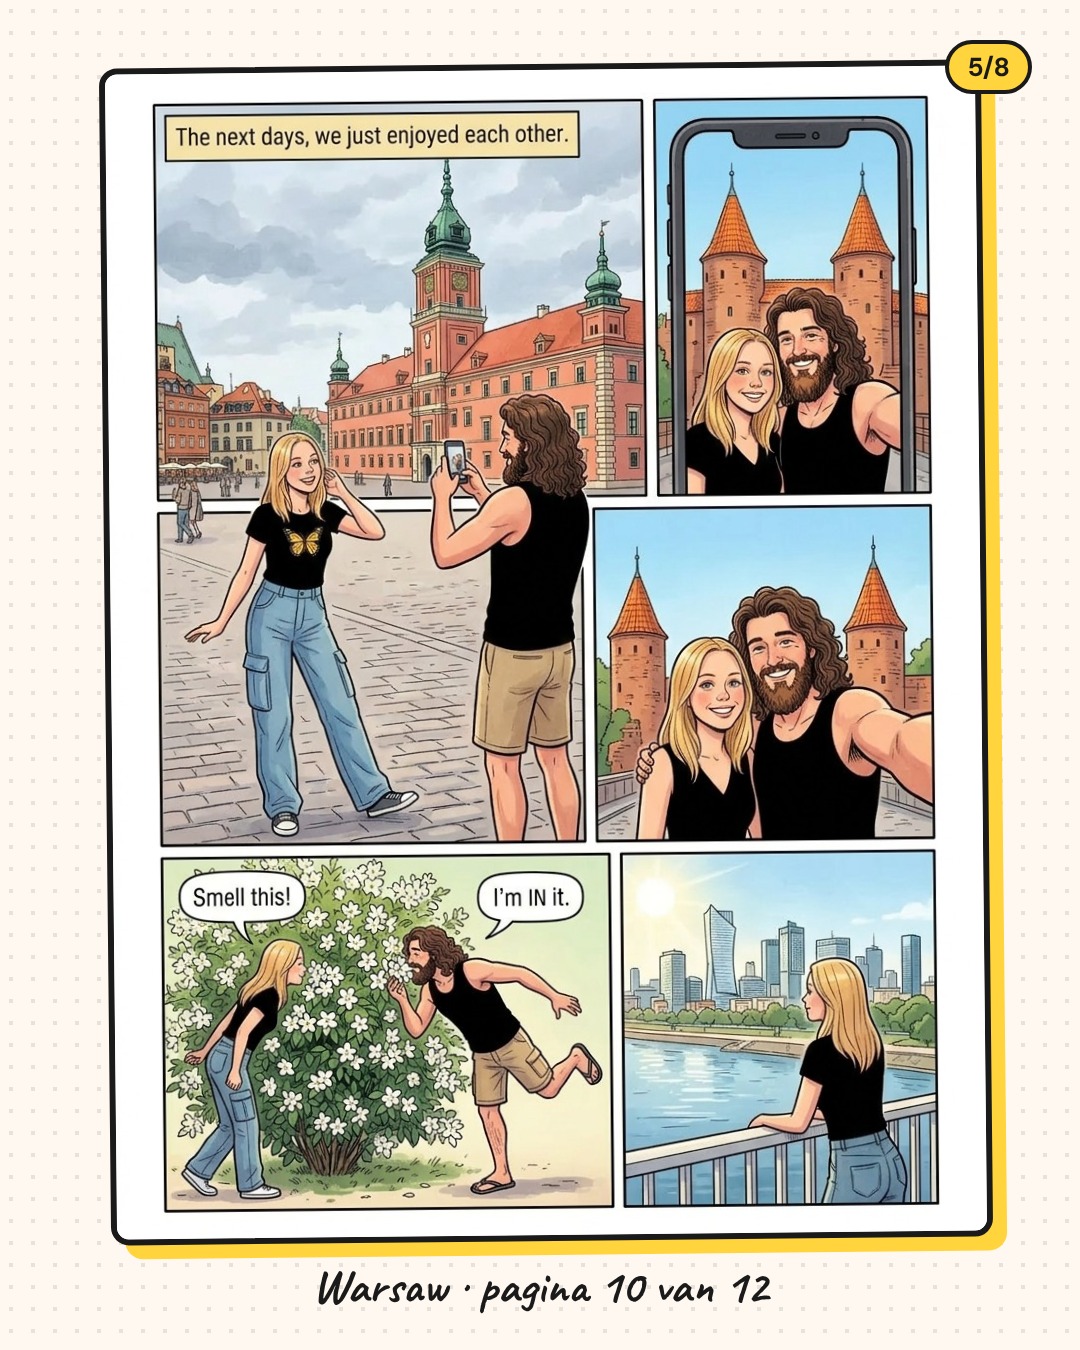 5/8
The next days, we just enjoyed each other.
Smell this!
I'm IN it.
Warsaw · pagina 10 van 12